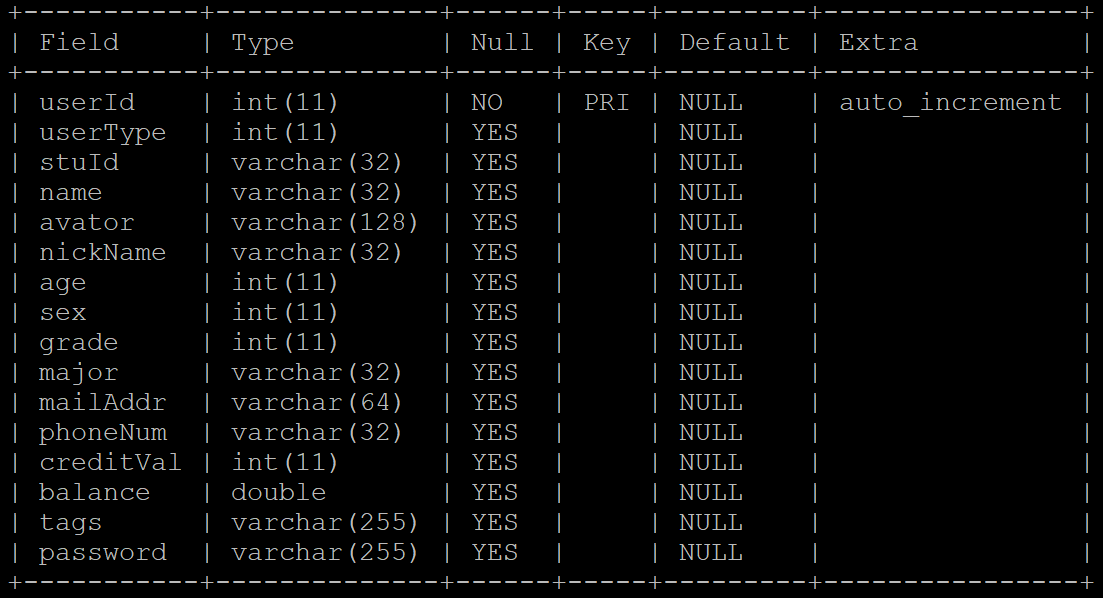 +-----------+--------------+------+-----+---------+----------------+
| Field     | Type         | Null | Key | Default | Extra          |
+-----------+--------------+------+-----+---------+----------------+
| userId    | int(11)      | NO   | PRI | NULL    | auto_increment |
| userType  | int(11)      | YES  |     | NULL    |                |
| stuId     | varchar(32)  | YES  |     | NULL    |                |
| name      | varchar(32)  | YES  |     | NULL    |                |
| avator    | varchar(128) | YES  |     | NULL    |                |
| nickName  | varchar(32)  | YES  |     | NULL    |                |
| age       | int(11)      | YES  |     | NULL    |                |
| sex       | int(11)      | YES  |     | NULL    |                |
| grade     | int(11)      | YES  |     | NULL    |                |
| major     | varchar(32)  | YES  |     | NULL    |                |
| mailAddr  | varchar(64)  | YES  |     | NULL    |                |
| phoneNum  | varchar(32)  | YES  |     | NULL    |                |
| creditVal | int(11)      | YES  |     | NULL    |                |
| balance   | double       | YES  |     | NULL    |                |
| tags      | varchar(255) | YES  |     | NULL    |                |
| password  | varchar(255) | YES  |     | NULL    |                |
+-----------+--------------+------+-----+---------+----------------+